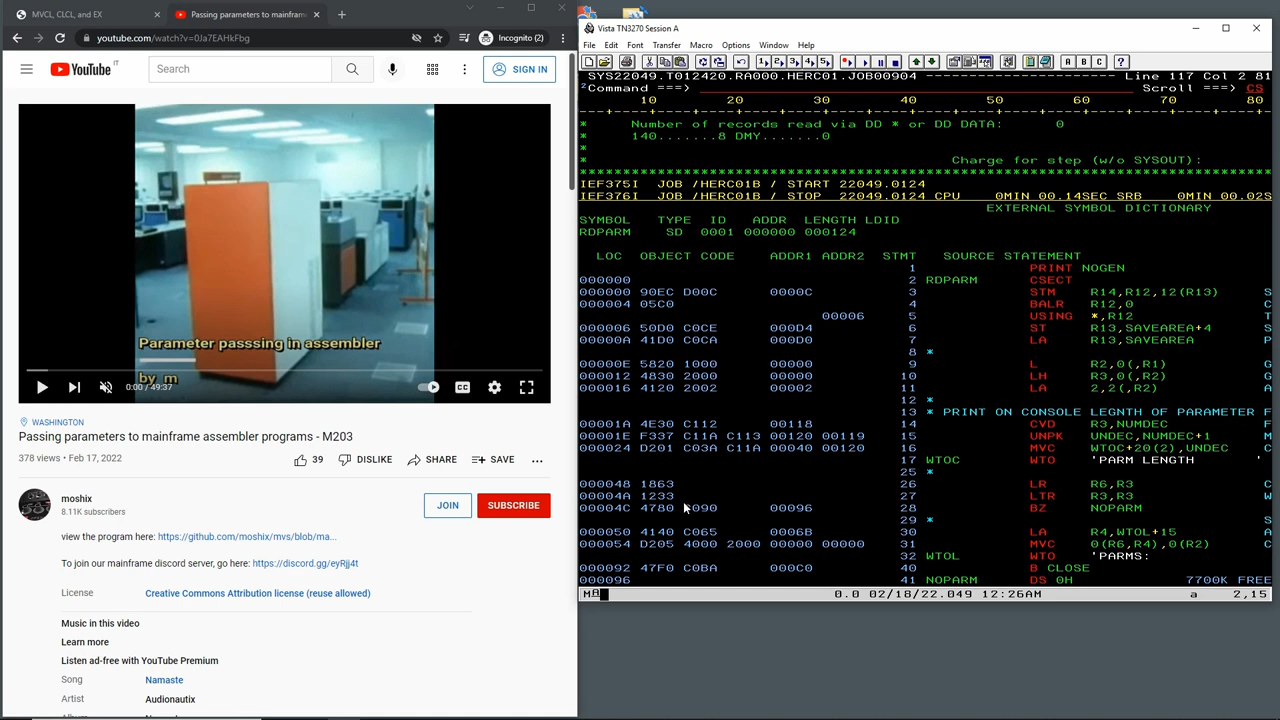 MVCL, CLCL, and EX
Passing parameters to mainfram
youtube.com/watch?v=0Ja7EAHkFbg
Incognito (2)
YouTube IT
Search
SIGN IN
Parameter passsing in assembler
by m
0:00 / 49:37
WASHINGTON
Passing parameters to mainframe assembler programs - M203
378 views • Feb 17, 2022
39 DISLIKE SHARE SAVE
moshix
8.11K subscribers
JOIN SUBSCRIBE
view the program here: https://github.com/moshix/mvs/blob/ma...
To join our mainframe discord server, go here: https://discord.gg/eyRjj4t
License Creative Commons Attribution license (reuse allowed)
Music in this video
Learn more
Listen ad-free with YouTube Premium
Song Namaste
Artist Audionautix
Vista TN3270 Session A
File Edit Font Transfer Macro Options Window Help
SYS22049.T012420.RA000.HERC01.JOB00904 -------------------- Line 117 Col 2 81
Command ===> Scroll ===> CS
10 20 30 40 50 60 70 80
* Number of records read via DD * or DD DATA: 0
* 140.......8 DMY.......0
*
* Charge for step (w/o SYSOUT):
IEF375I JOB /HERC01B / START 22049.0124
IEF376I JOB /HERC01B / STOP 22049.0124 CPU 0MIN 00.14SEC SRB 0MIN 00.02S
EXTERNAL SYMBOL DICTIONARY
SYMBOL TYPE ID ADDR LENGTH LDID
RDPARM SD 0001 000000 000124
LOC OBJECT CODE ADDR1 ADDR2 STMT SOURCE STATEMENT
1 PRINT NOGEN
000000 2 RDPARM CSECT
000000 90EC D00C 0000C 3 STM R14,R12,12(R13) S
000004 05C0 4 BALR R12,0 C
00006 5 USING *,R12 T
000006 50D0 C0CE 000D4 6 ST R13,SAVEAREA+4 S
00000A 41D0 C0CA 000D0 7 LA R13,SAVEAREA P
8 *
00000E 5820 1000 00000 9 L R2,0(,R1) G
000012 4830 2000 00000 10 LH R3,0(,R2) G
000016 4120 2002 00002 11 LA 2,2(,R2) G
12 *
13 * PRINT ON CONSOLE LEGNTH OF PARAMETER F
00001A 4E30 C112 00118 14 CVD R3,NUMDEC F
00001E F337 C11A C113 00120 00119 15 UNPK UNDEC,NUMDEC+1 M
000024 D201 C03A C11A 00040 00120 16 MVC WTOC+20(2),UNDEC M
17 WTOC WTO 'PARM LENGTH '
25 *
000048 1863 26 LR R6,R3 C
00004A 1233 27 LTR R3,R3 W
00004C 4780 C090 00096 28 BZ NOPARM
29 * S
000050 4140 C065 0006B 30 LA R4,WTOL+15 C
000054 D205 4000 2000 00000 00000 31 MVC 0(R6,R4),0(R2) A
32 WTOL WTO 'PARMS:
000092 47F0 C0BA 000C0 40 B CLOSE
000096 41 NOPARM DS 0H 7700K FREE
0.0 02/18/22.049 12:26AM a 2,15